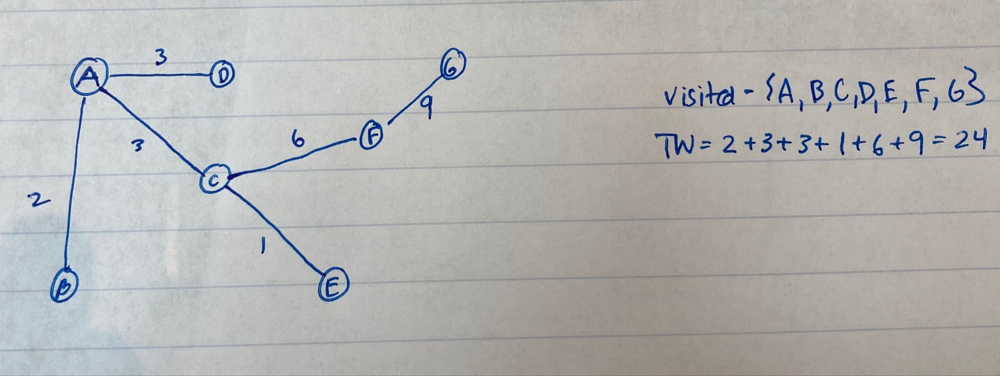 3
A
D
G
9
F
6
3
C
2
1
B
E
visited - {A, B, C, D, E, F, G}
TW = 2 + 3 + 3 + 1 + 6 + 9 = 24